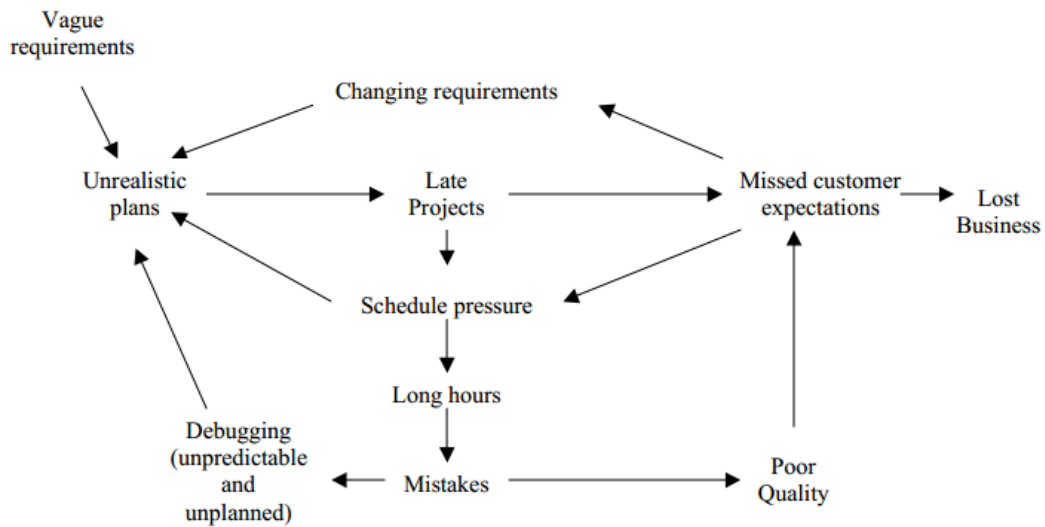 Vague
requirements
Changing requirements
Unrealistic
plans
Late
Projects
Missed customer
expectations
Lost
Business
Schedule pressure
Long hours
Debugging
(unpredictable
and
unplanned)
Mistakes
Poor
Quality